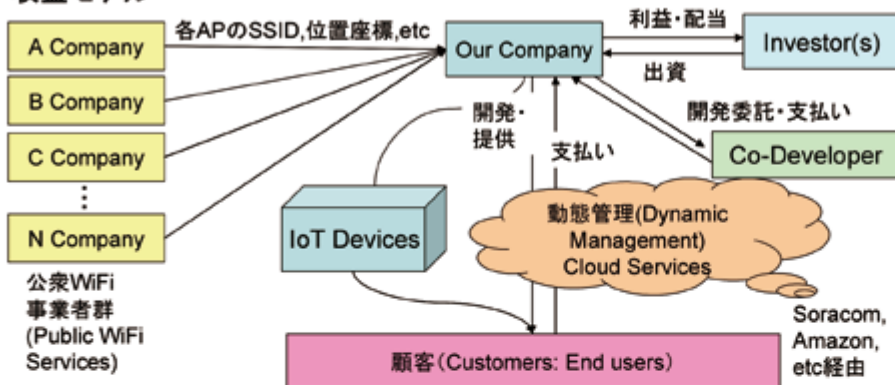 A Company
B Company
C Company
N Company
公衆WiFi
事業者群
(Public WiFi
Services)
各APのSSID,位置座標,etc
Our Company
利益・配当
出資
Investor(s)
開発委託・支払い
Co-Developer
開発・
提供
支払い
IoT Devices
動態管理(Dynamic
Management)
Cloud Services
Soracom,
Amazon,
etc経由
顧客(Customers: End users)